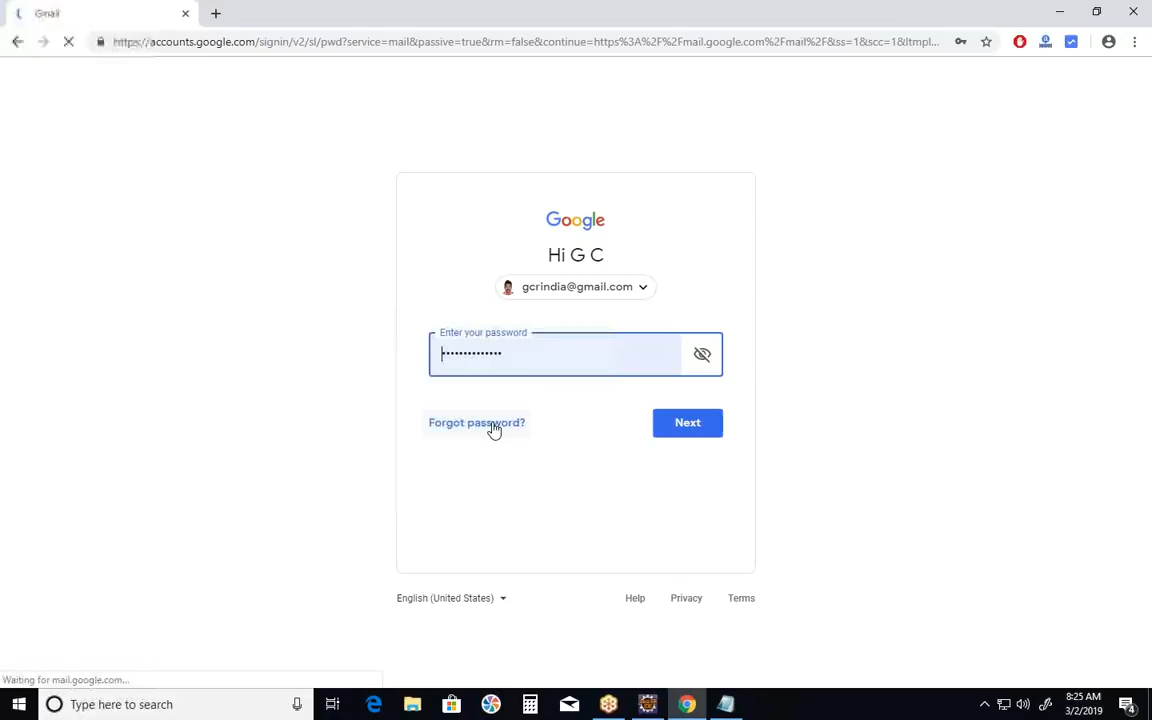 Gmail
https://accounts.google.com/signin/v2/sl/pwd?service=mail&passive=true&rm=false&continue=https%3A%2F%2Fmail.google.com%2Fmail%2F&ss=1&scc=1&ltmpl...
Google
Hi G C
gcrindia@gmail.com
Enter your password
••••••••••••••
Forgot password?
Next
English (United States)
Help Privacy Terms
Waiting for mail.google.com...
Type here to search
8:25 AM
3/2/2019
4